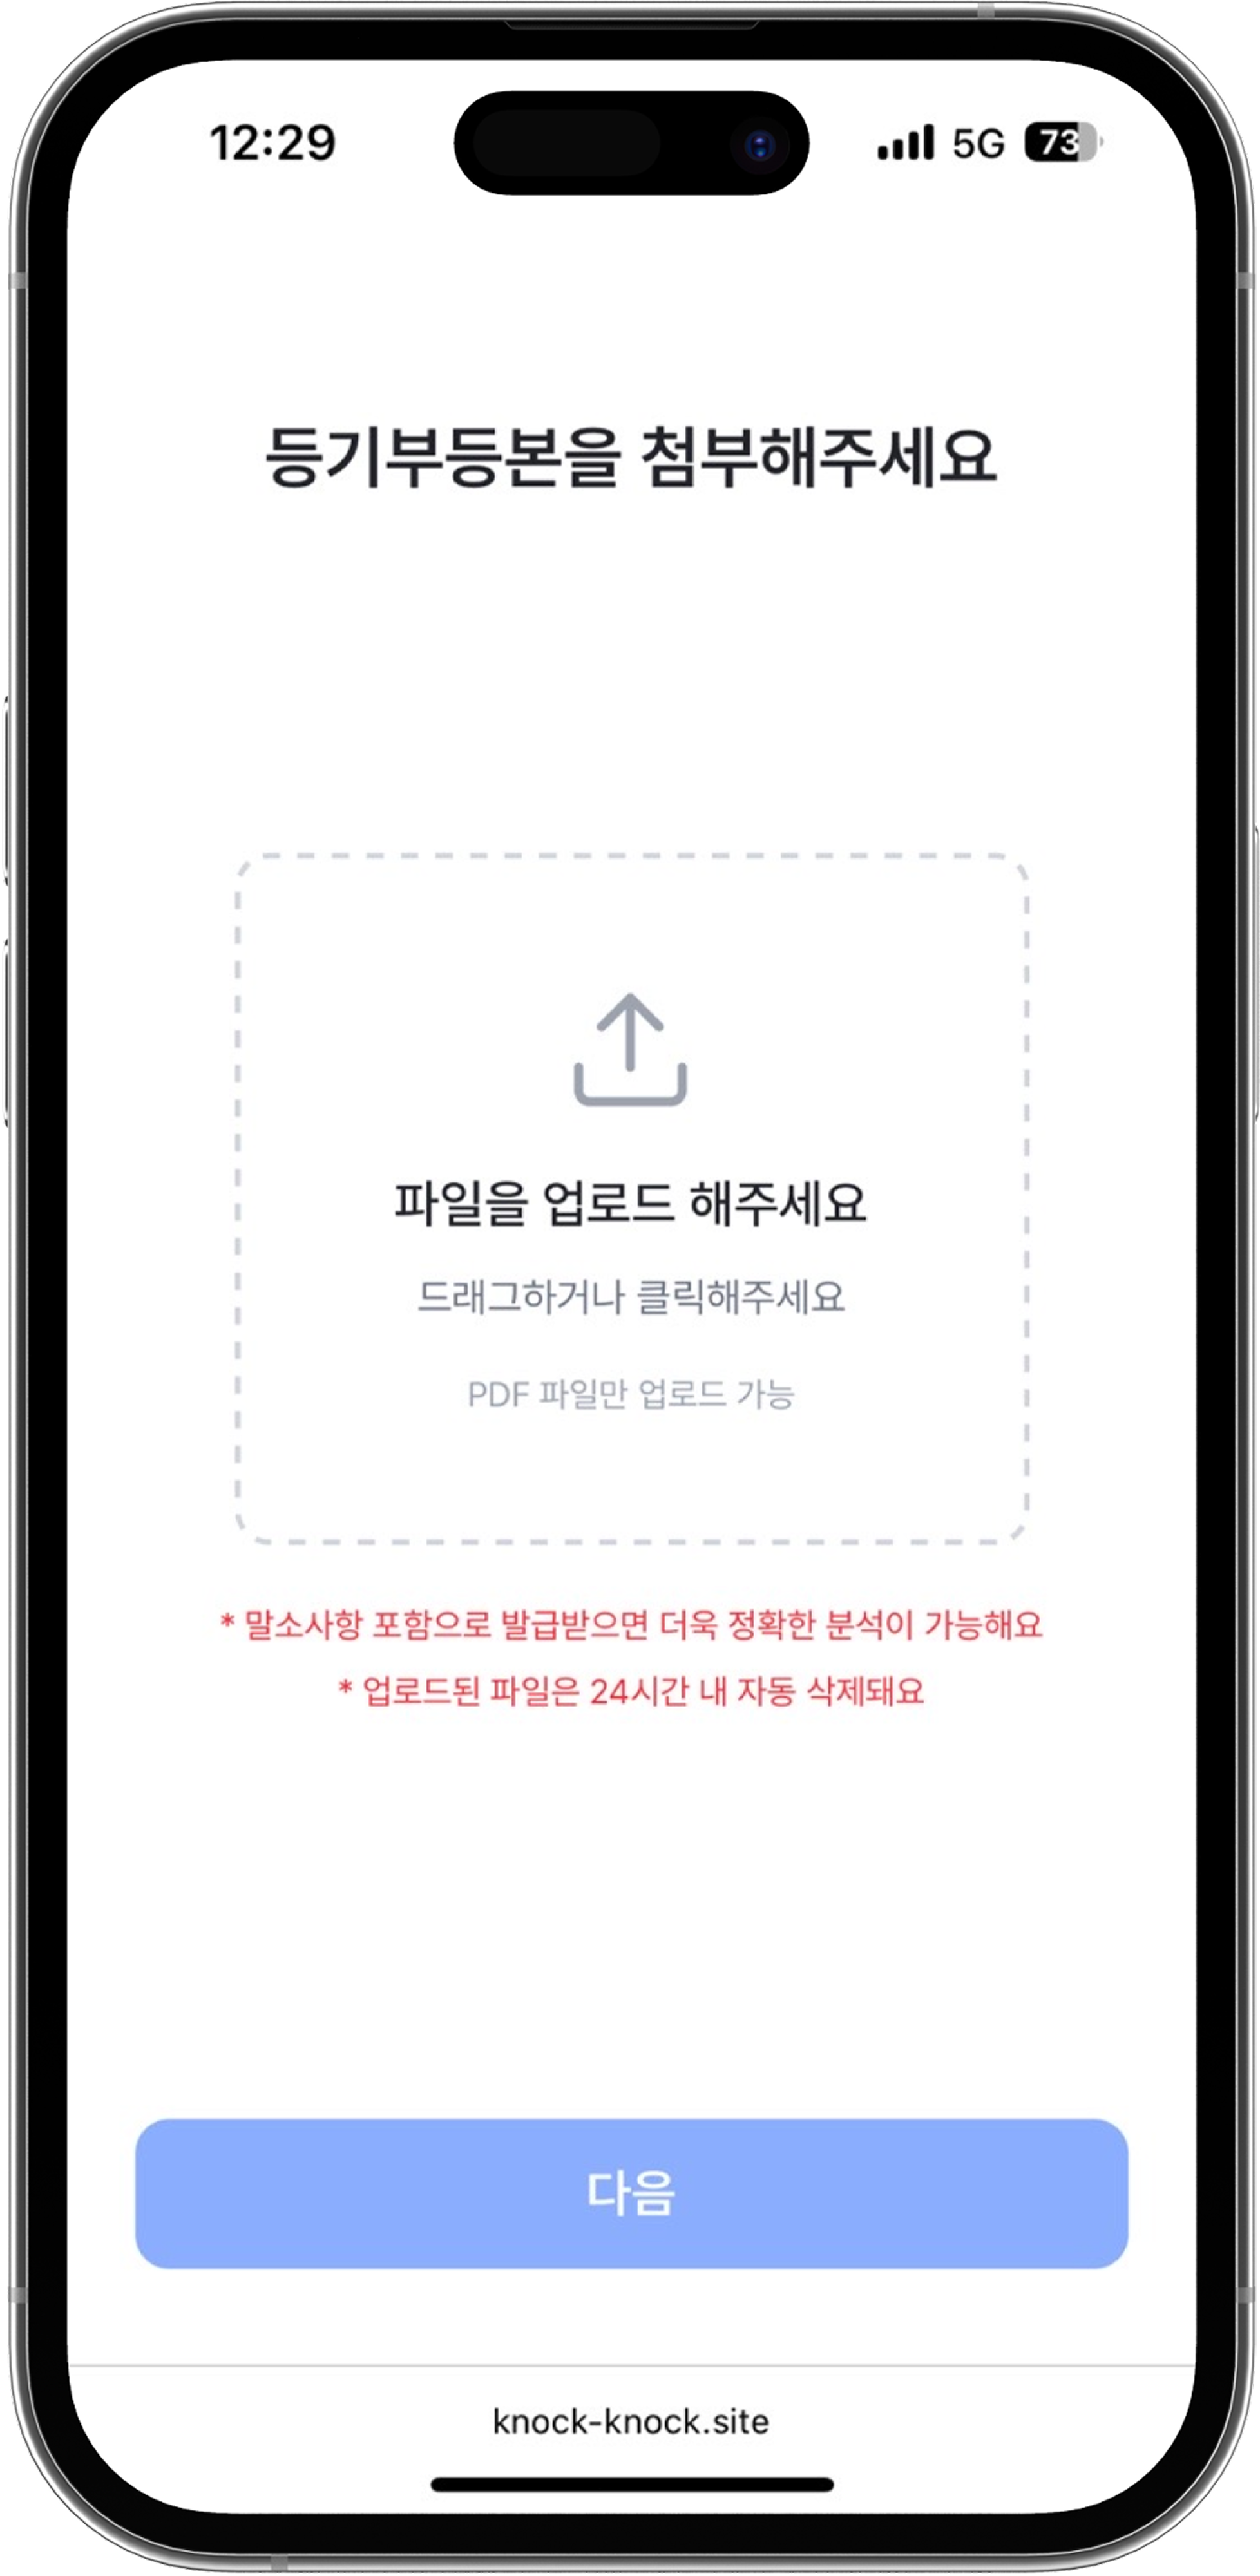 12:29
5G 73
등기부등본을 첨부해주세요
파일을 업로드 해주세요
드래그하거나 클릭해주세요
PDF 파일만 업로드 가능
* 말소사항 포함으로 발급받으면 더욱 정확한 분석이 가능해요
* 업로드된 파일은 24시간 내 자동 삭제돼요
다음
knock-knock.site